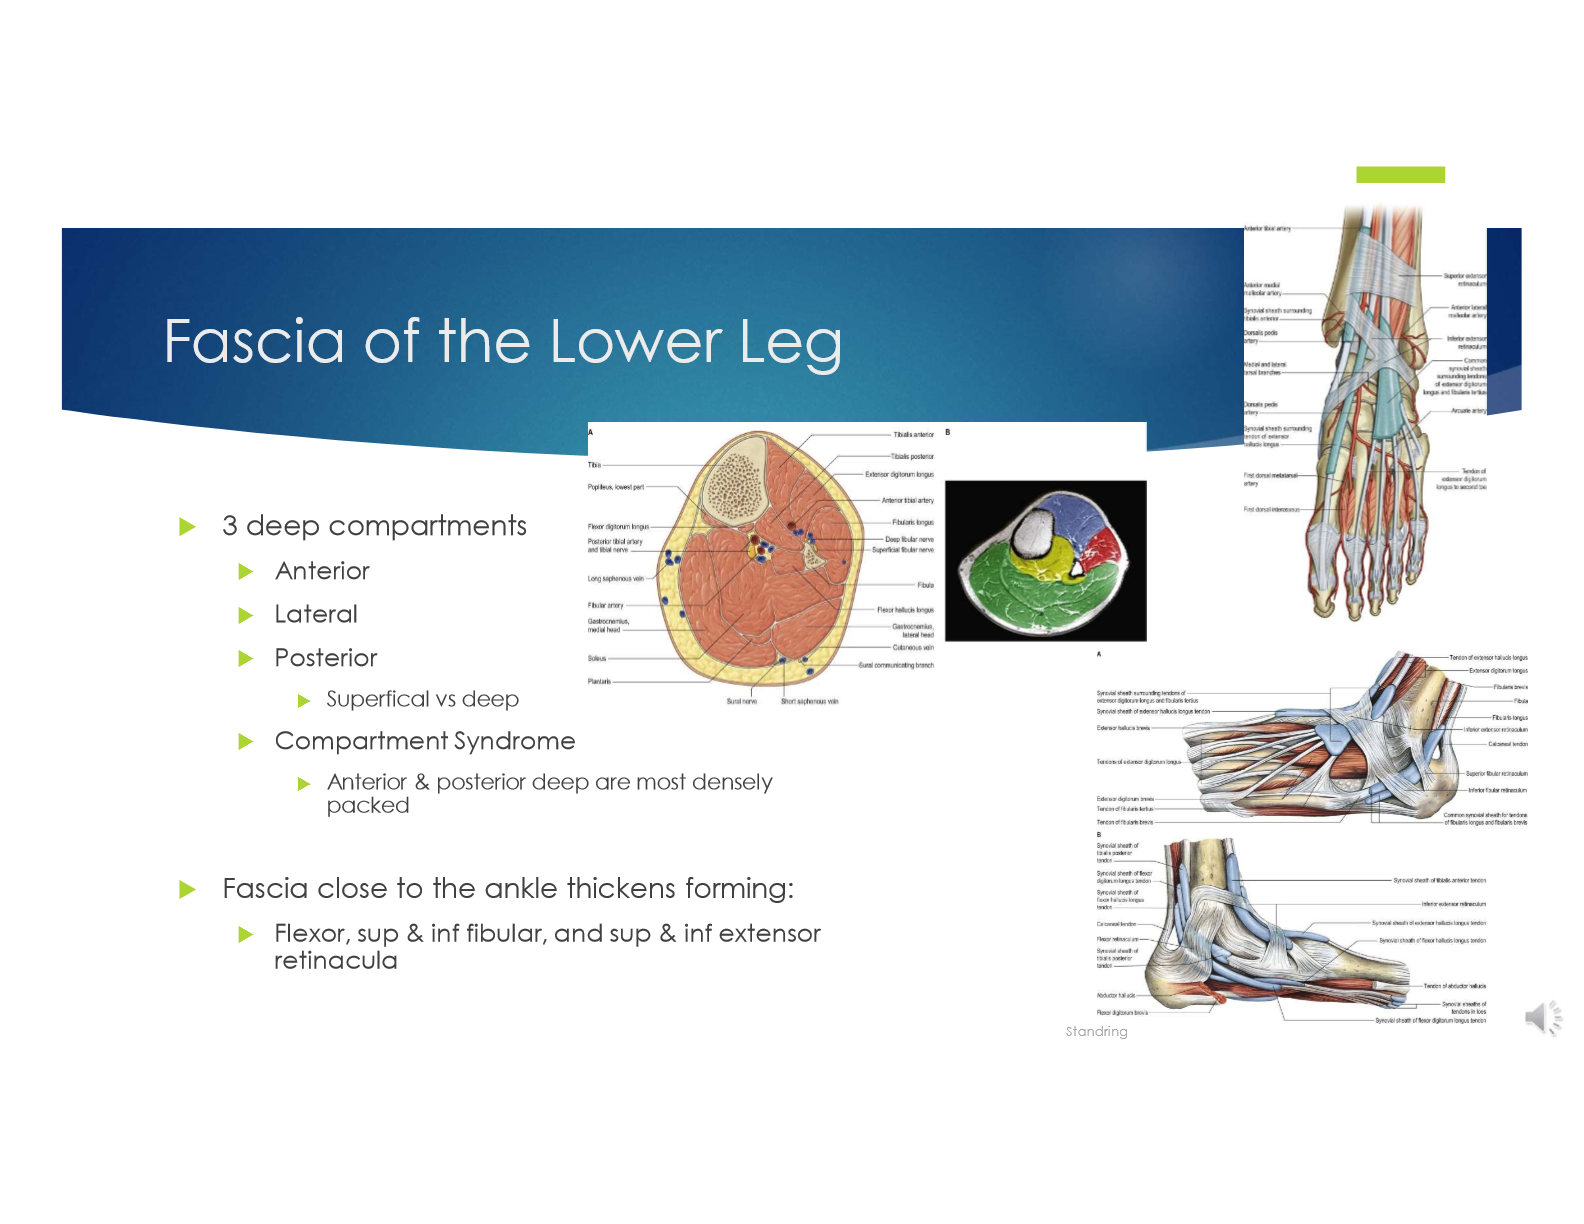 Fascia of the Lower Leg
3 deep compartments
Anterior
Lateral
Posterior
Superfical vs deep
Compartment Syndrome
Anterior & posterior deep are most densely
packed
Fascia close to the ankle thickens forming:
Flexor, sup & inf fibular, and sup & inf extensor
retinacula
A
Tibia
Popliteus, lowest part
Flexor digitorum longus
Posterior tibial artery
and tibial nerve
Long saphenous vein
Fibular artery
Gastrocnemius,
medial head
Soleus
Plantaris
Sural nerve
Short saphenous vein
Tibialis anterior
Tibialis posterior
Extensor digitorum longus
Anterior tibial artery
Fibularis longus
Deep fibular nerve
Superficial fibular nerve
Fibula
Flexor hallucis longus
Gastrocnemius,
lateral head
Cutaneous vein
Sural communicating branch
B
Anterior tibial artery
Anterior medial
malleolar artery
Synovial sheath surrounding
tibialis anterior
Dorsalis pedis
artery
Medial and lateral
tarsal branches
Dorsalis pedis
artery
Synovial sheath surrounding
tendon of extensor
hallucis longus
First dorsal metatarsal
artery
First dorsal interosseus
Superior extensor
retinaculum
Anterior lateral
malleolar artery
Inferior extensor
retinaculum
Common
synovial sheath
surrounding tendons
of extensor digitorum
longus and fibularis tertius
Arcuate artery
Tendon of
extensor digitorum
longus to second toe
A
Synovial sheath surrounding tendons of
extensor digitorum longus and fibularis tertius
Synovial sheath of extensor hallucis longus tendon
Extensor hallucis brevis
Tendons of extensor digitorum longus
Extensor digitorum brevis
Tendon of fibularis tertius
Tendon of fibularis brevis
Tendon of extensor hallucis longus
Extensor digitorum longus
Fibularis brevis
Fibula
Fibularis longus
Inferior extensor retinaculum
Calcaneal tendon
Superior fibular retinaculum
Inferior fibular retinaculum
Common synovial sheath for tendons
of fibularis longus and fibularis brevis
B
Synovial sheath of
tibialis posterior
tendon
Synovial sheath of flexor
digitorum longus tendon
Synovial sheath of
flexor hallucis longus
tendon
Calcaneal tendon
Flexor retinaculum
Synovial sheath of
tibialis posterior
tendon
Abductor hallucis
Flexor digitorum brevis
Synovial sheath of tibialis anterior tendon
Inferior extensor retinaculum
Synovial sheath of extensor hallucis longus tendon
Synovial sheath of flexor hallucis longus tendon
Tendon of abductor hallucis
Synovial sheaths of
tendons in toes
Synovial sheath of flexor digitorum longus tendon
Standring